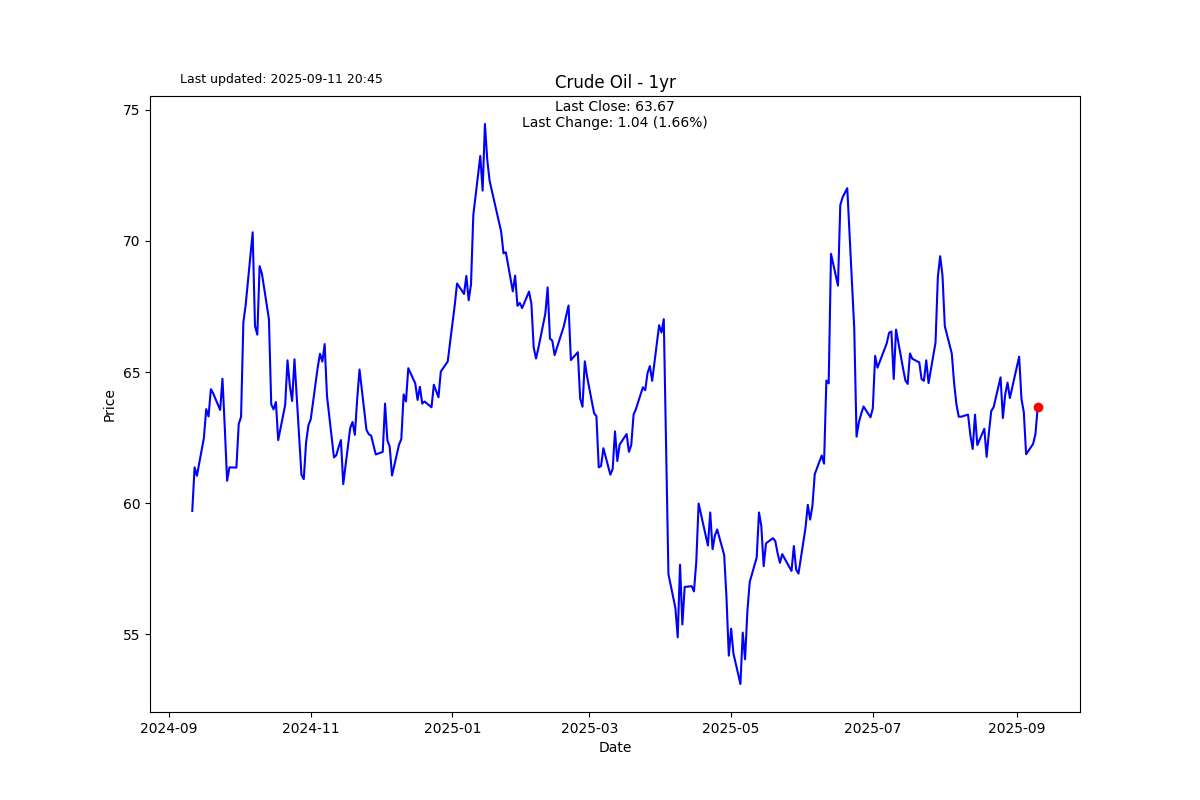 Last updated: 2025-09-11 20:45
Crude Oil - 1yr
Last Close: 63.67
Last Change: 1.04 (1.66%)
Price
75
70
65
60
55
2024-09
2024-11
2025-01
2025-03
2025-05
2025-07
2025-09
Date